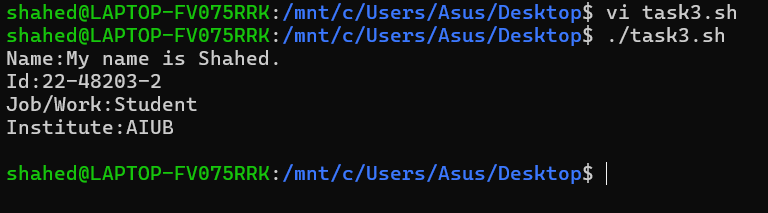 shahed@LAPTOP-FV075RRK:/mnt/c/Users/Asus/Desktop$ vi task3.sh
shahed@LAPTOP-FV075RRK:/mnt/c/Users/Asus/Desktop$ ./task3.sh
Name:My name is Shahed.
Id:22-48203-2
Job/Work:Student
Institute:AIUB
shahed@LAPTOP-FV075RRK:/mnt/c/Users/Asus/Desktop$